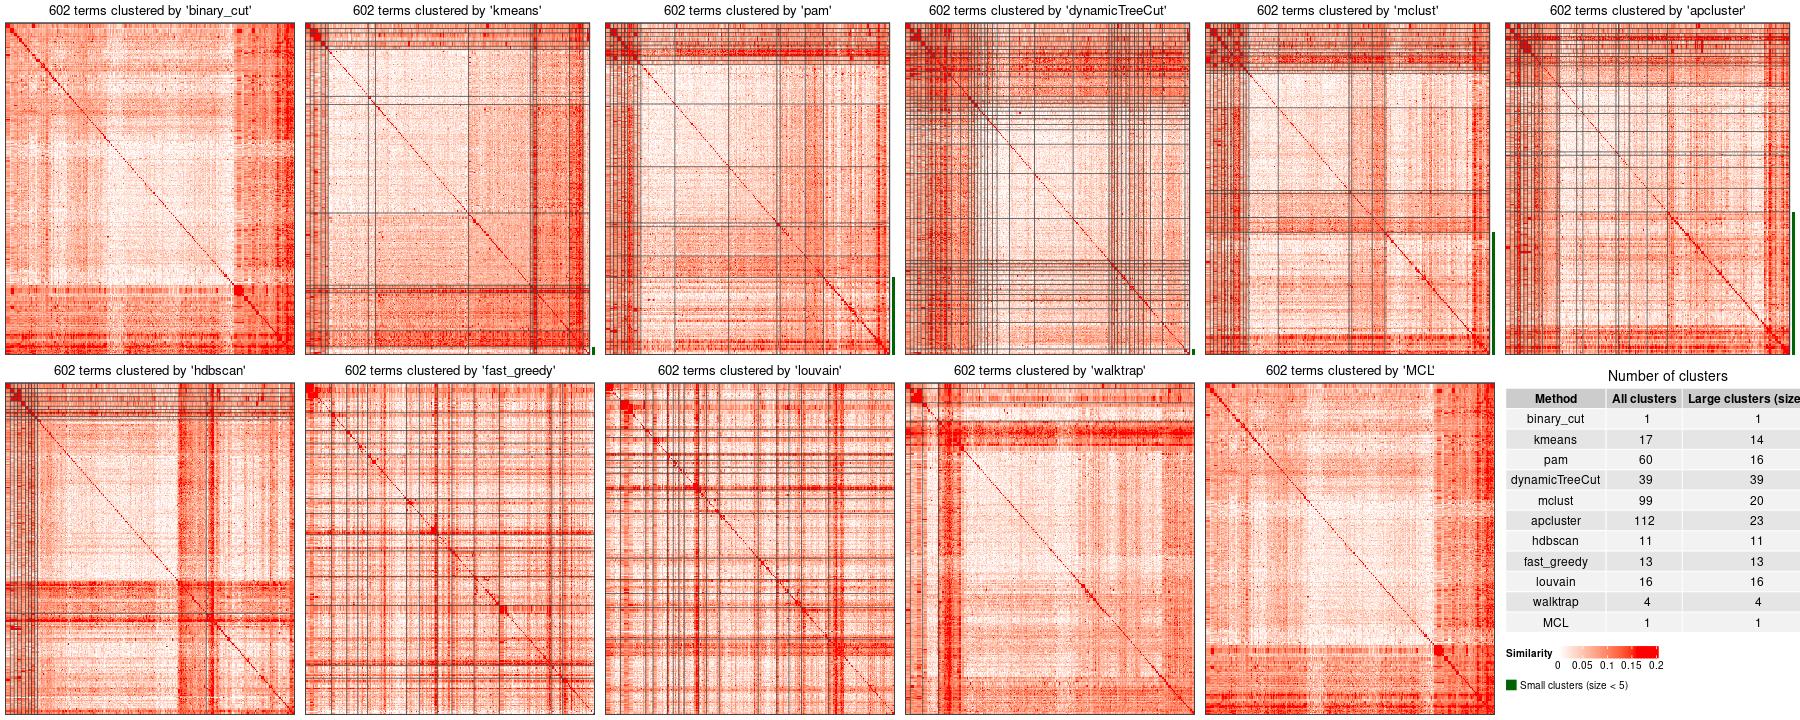 602 terms clustered by 'binary_cut'
602 terms clustered by 'kmeans'
602 terms clustered by 'pam'
602 terms clustered by 'dynamicTreeCut'
602 terms clustered by 'mclust'
602 terms clustered by 'apcluster'
602 terms clustered by 'hdbscan'
602 terms clustered by 'fast_greedy'
602 terms clustered by 'louvain'
602 terms clustered by 'walktrap'
602 terms clustered by 'MCL'
Number of clusters
Method All clusters Large clusters (size
binary_cut 1 1
kmeans 17 14
pam 60 16
dynamicTreeCut 39 39
mclust 99 20
apcluster 112 23
hdbscan 11 11
fast_greedy 13 13
louvain 16 16
walktrap 4 4
MCL 1 1
Similarity
0 0.05 0.1 0.15 0.2
Small clusters (size < 5)